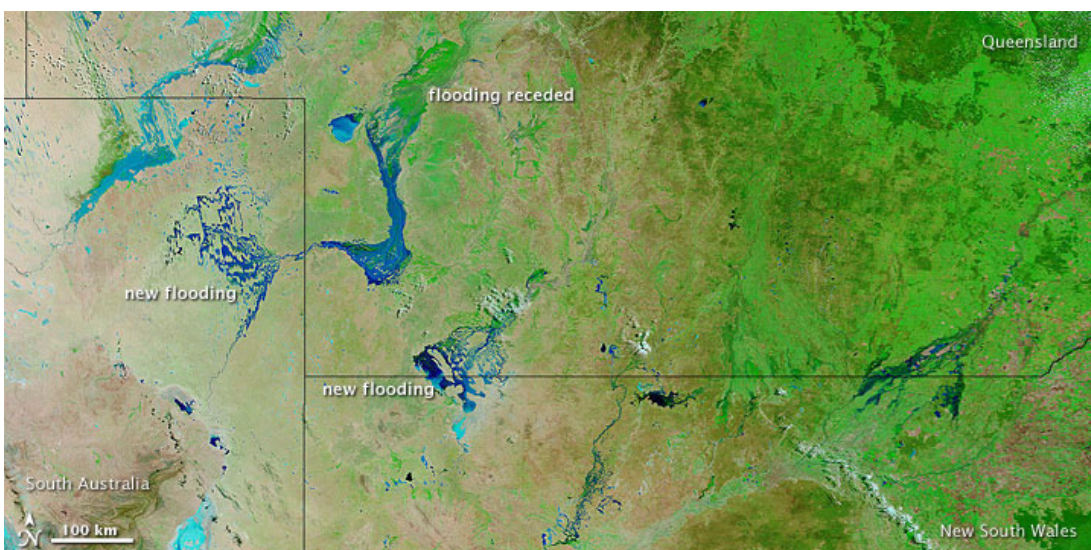 Queensland
flooding receded
new flooding
new flooding
South Australia
N
100 km
New South Wales